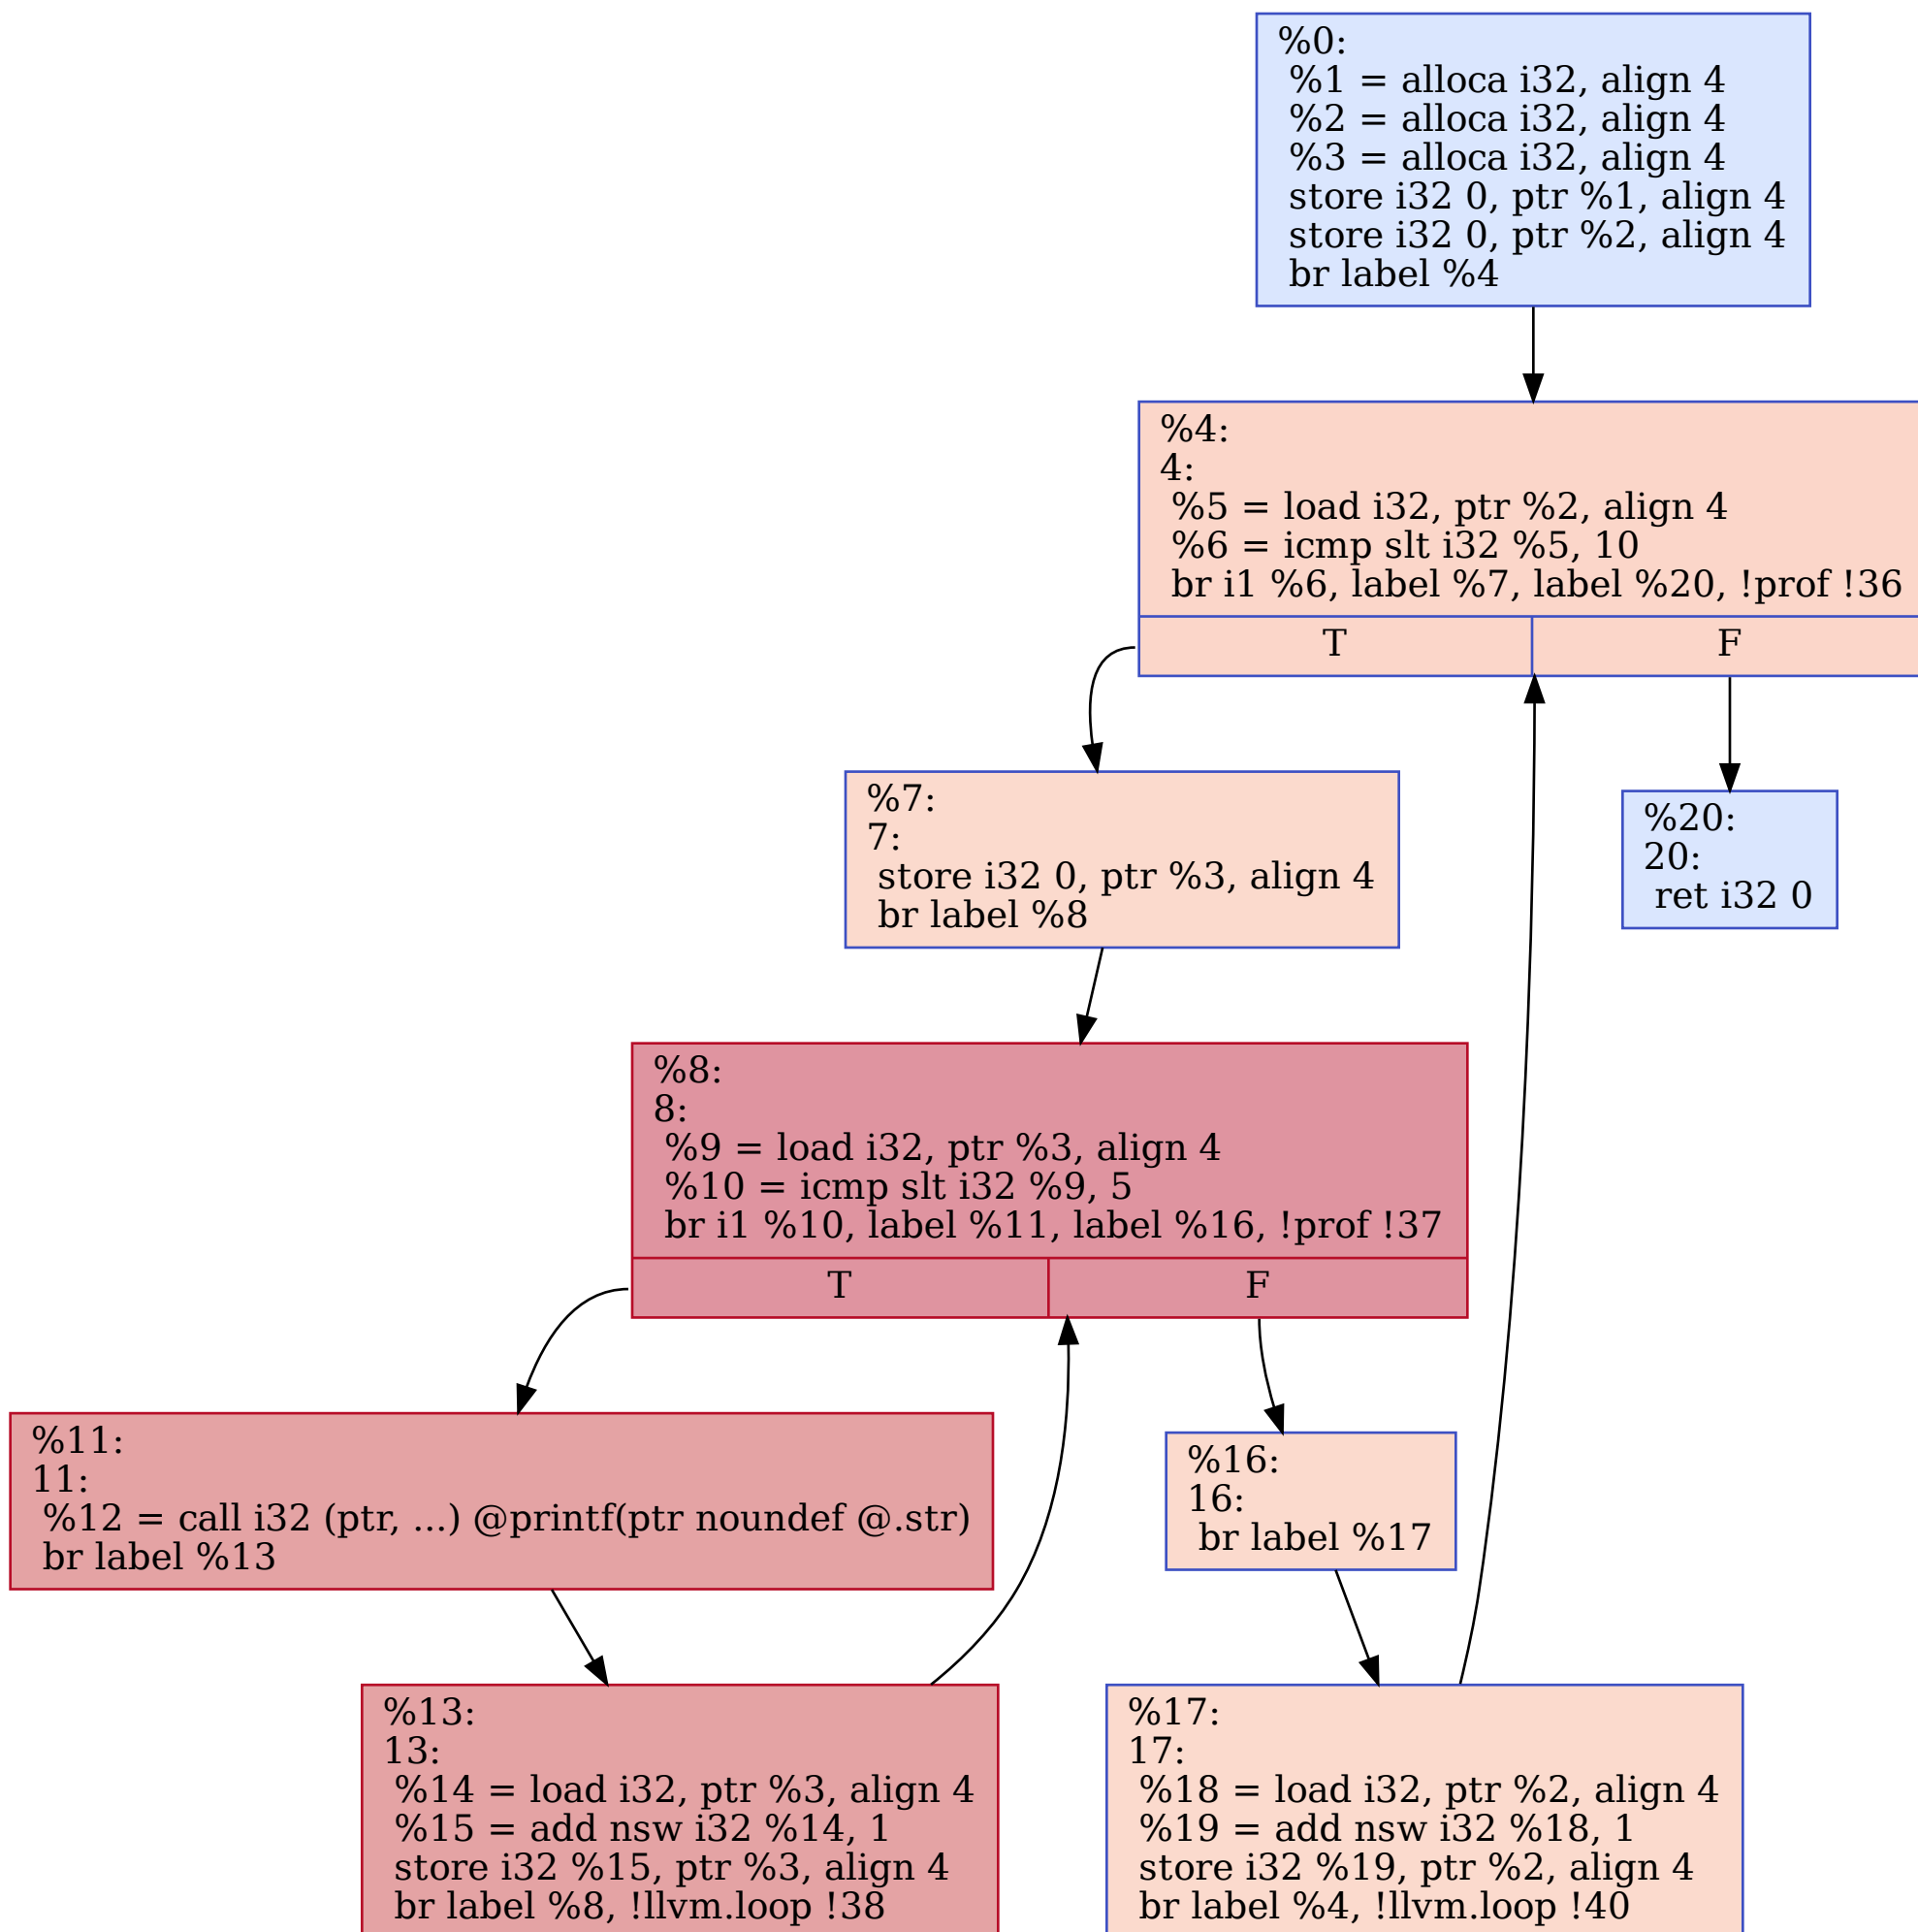 %0:
%1 = alloca i32, align 4
%2 = alloca i32, align 4
%3 = alloca i32, align 4
store i32 0, ptr %1, align 4
store i32 0, ptr %2, align 4
br label %4
%4:
4:
%5 = load i32, ptr %2, align 4
%6 = icmp slt i32 %5, 10
br i1 %6, label %7, label %20, !prof !36
T
F
%7:
7:
store i32 0, ptr %3, align 4
br label %8
%20:
20:
ret i32 0
%8:
8:
%9 = load i32, ptr %3, align 4
%10 = icmp slt i32 %9, 5
br i1 %10, label %11, label %16, !prof !37
T
F
%11:
11:
%12 = call i32 (ptr, ...) @printf(ptr noundef @.str)
br label %13
%16:
16:
br label %17
%13:
13:
%14 = load i32, ptr %3, align 4
%15 = add nsw i32 %14, 1
store i32 %15, ptr %3, align 4
br label %8, !llvm.loop !38
%17:
17:
%18 = load i32, ptr %2, align 4
%19 = add nsw i32 %18, 1
store i32 %19, ptr %2, align 4
br label %4, !llvm.loop !40